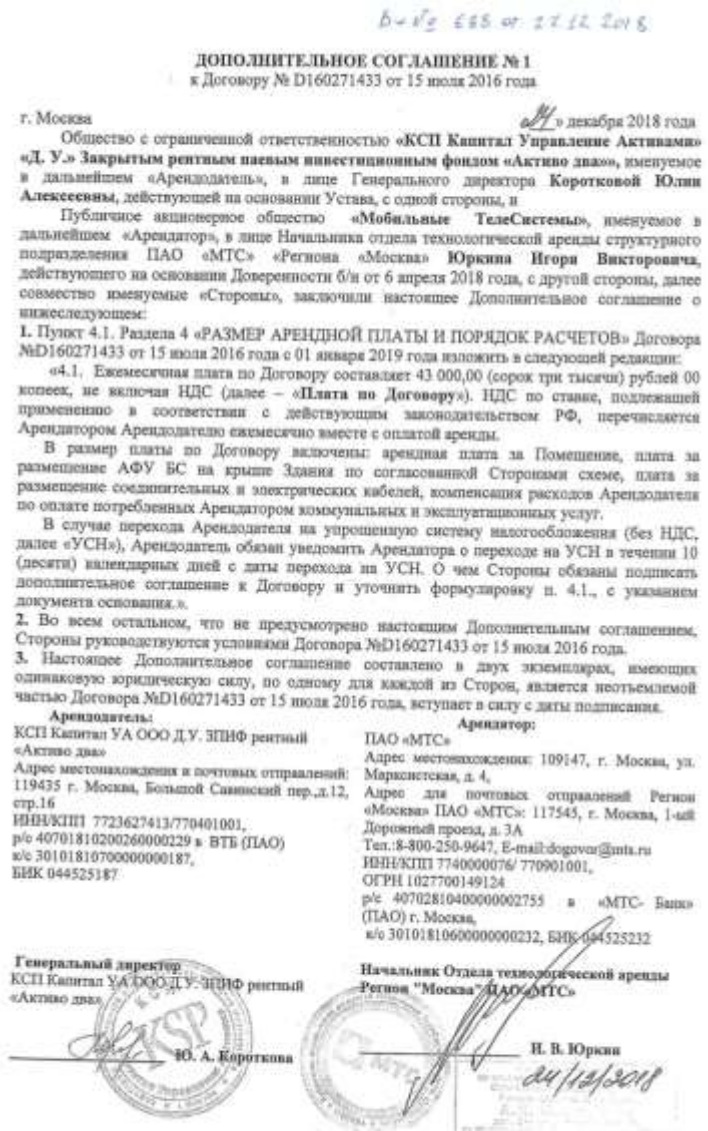 В-№ 688 от 27.12.2018
ДОПОЛНИТЕЛЬНОЕ СОГЛАШЕНИЕ № 1
к Договору № D160271433 от 15 июля 2016 года
г. Москва «24» декабря 2018 года
Общество с ограниченной ответственностью «КСП Капитал Управление Активами»
«Д. У.» Закрытым рентным паевым инвестиционным фондом «Активо два»», именуемое
в дальнейшем «Арендодатель», в лице Генерального директора Коротковой Юлии
Алексеевны, действующей на основании Устава, с одной стороны, и
Публичное акционерное общество «Мобильные ТелеСистемы», именуемое в
дальнейшем «Арендатор», в лице Начальника отдела технологической аренды структурного
подразделения ПАО «МТС» «Региона «Москва» Юркина Игоря Викторовича,
действующего на основании Доверенности б/н от 6 апреля 2018 года, с другой стороны, далее
совместно именуемые «Стороны», заключили настоящее Дополнительное соглашение о
нижеследующем:
1. Пункт 4.1. Раздела 4 «РАЗМЕР АРЕНДНОЙ ПЛАТЫ И ПОРЯДОК РАСЧЕТОВ» Договора
№D160271433 от 15 июля 2016 года с 01 января 2019 года изложить в следующей редакции:
«4.1. Ежемесячная плата по Договору составляет 43 000,00 (сорок три тысячи) рублей 00
копеек, не включая НДС (далее – «Плата по Договору»). НДС по ставке, подлежащей
применению в соответствии с действующим законодательством РФ, перечисляется
Арендатором Арендодателю ежемесячно вместе с оплатой аренды.
В размер платы по Договору включены: арендная плата за Помещение, плата за
размещение АФУ БС на крыше Здания по согласованной Сторонами схеме, плата за
размещение соединительных и электрических кабелей, компенсация расходов Арендодателя
по оплате потребленных Арендатором коммунальных и эксплуатационных услуг.
В случае перехода Арендодателя на упрощенную систему налогообложения (без НДС,
далее «УСН»), Арендодатель обязан уведомить Арендатора о переходе на УСН в течении 10
(десяти) календарных дней с даты перехода на УСН. О чем Стороны обязаны подписать
дополнительное соглашение к Договору и уточнить формулировку п. 4.1., с указанием
документа основания.».
2. Во всем остальном, что не предусмотрено настоящим Дополнительным соглашением,
Стороны руководствуются условиями Договора №D160271433 от 15 июля 2016 года.
3. Настоящее Дополнительное соглашение составлено в двух экземплярах, имеющих
одинаковую юридическую силу, по одному для каждой из Сторон, является неотъемлемой
частью Договора №D160271433 от 15 июля 2016 года, вступает в силу с даты подписания.
Арендодатель:
КСП Капитал УА ООО Д.У. ЗПИФ рентный
«Активо два»
Адрес местонахождения и почтовых отправлений:
119435 г. Москва, Большой Саввинский пер.,д.12,
стр.16
ИНН/КПП 7723627413/770401001,
р/с 40701810200260000229 в ВТБ (ПАО)
к/с 30101810700000000187,
БИК 044525187
Арендатор:
ПАО «МТС»
Адрес местонахождения: 109147, г. Москва, ул.
Марксистская, д. 4,
Адрес для почтовых отправлений Регион
«Москва» ПАО «МТС»: 117545, г. Москва, 1-ый
Дорожный проезд, д. 3А
Тел.:8-800-250-9647, E-mail:dogovor@mts.ru
ИНН/КПП 7740000076/ 770901001,
ОГРН 1027700149124
р/с 40702810400000002755 в «МТС- Банк»
(ПАО) г. Москва,
к/с 30101810600000000232, БИК 044525232
Генеральный директор
КСП Капитал УА ООО Д.У. ЗПИФ рентный
«Активо два»
KSP
Ю. А. Короткова
Начальник Отдела технологической аренды
Регион "Москва" ПАО «МТС»
МТС
И. В. Юркин
24/12/2018